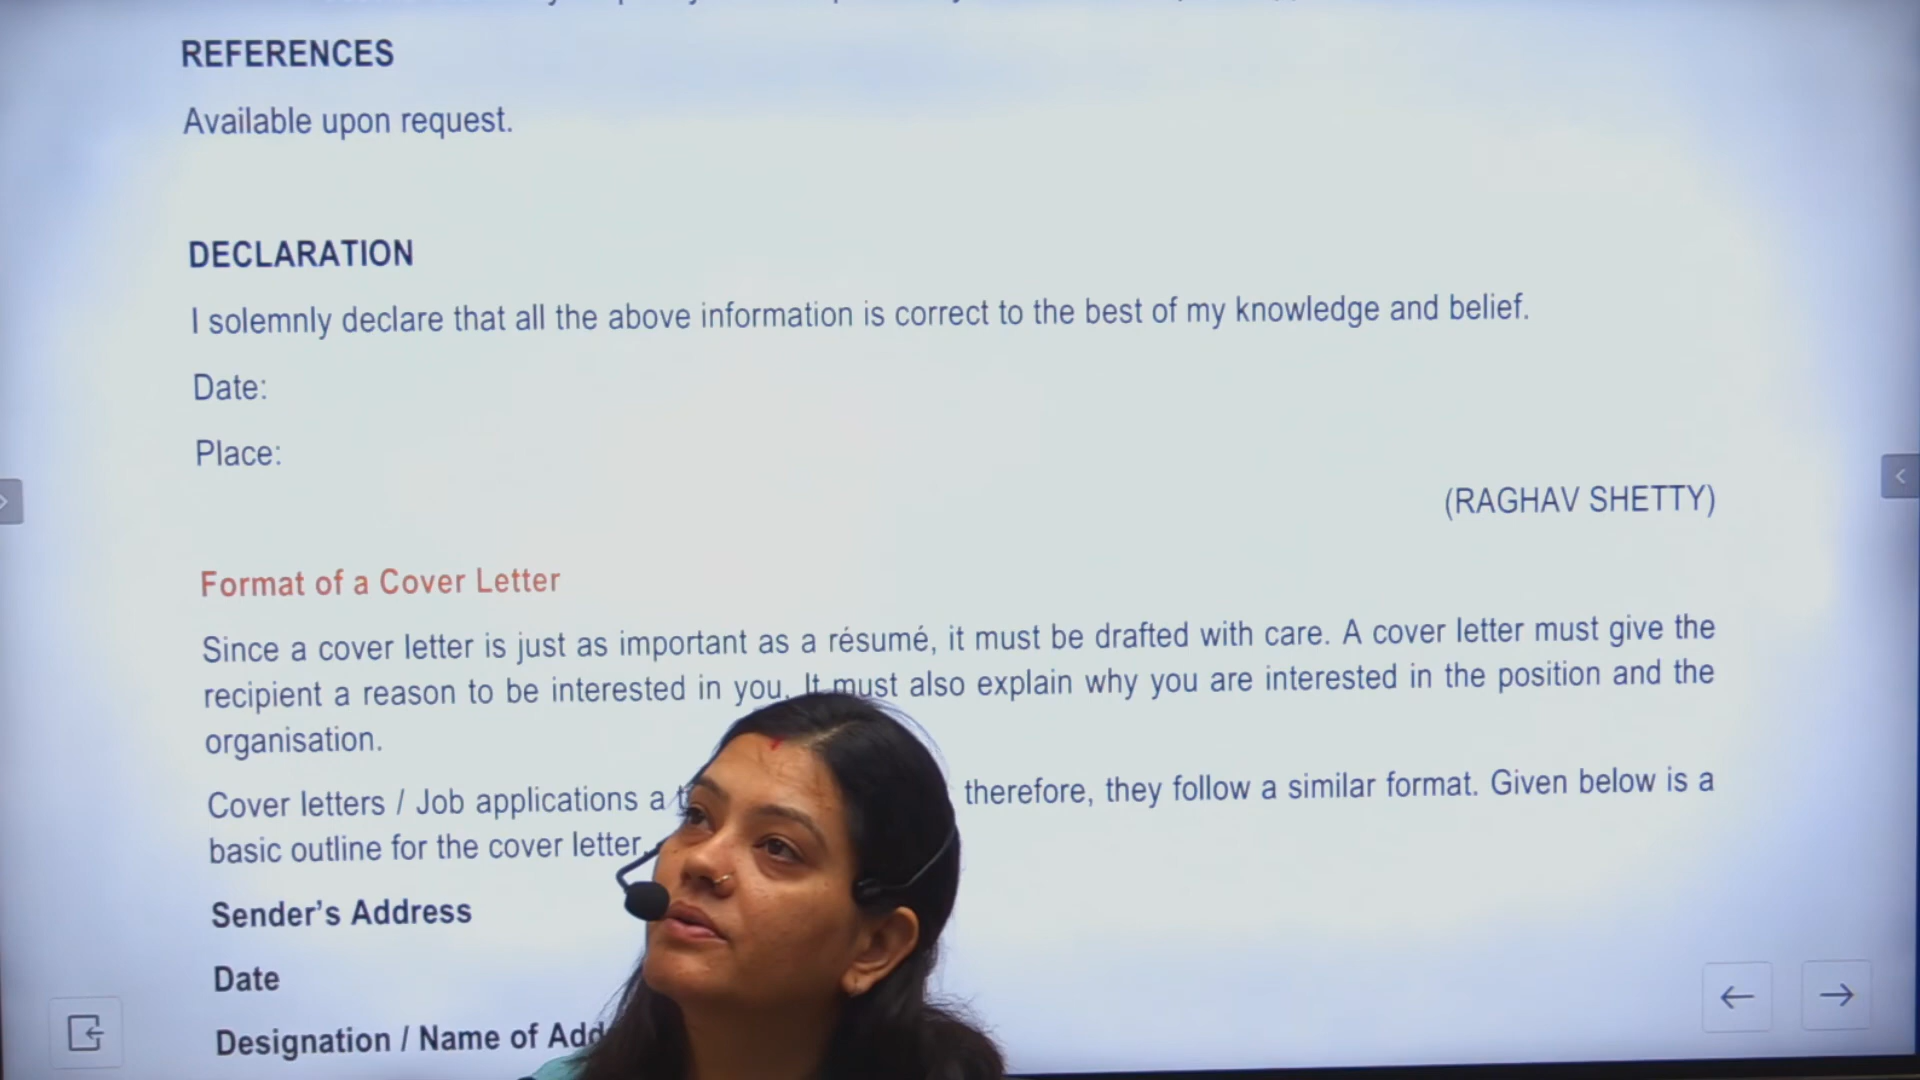 REFERENCES
Available upon request.
DECLARATION
I solemnly declare that all the above information is correct to the best of my knowledge and belief.
Date:
Place:
(RAGHAV SHETTY)
Format of a Cover Letter
Since a cover letter is just as important as a résumé, it must be drafted with care. A cover letter must give the
recipient a reason to be interested in you. It must also explain why you are interested in the position and the
organisation.
Cover letters / Job applications a therefore, they follow a similar format. Given below is a
basic outline for the cover letter.
Sender's Address
Date
Designation / Name of